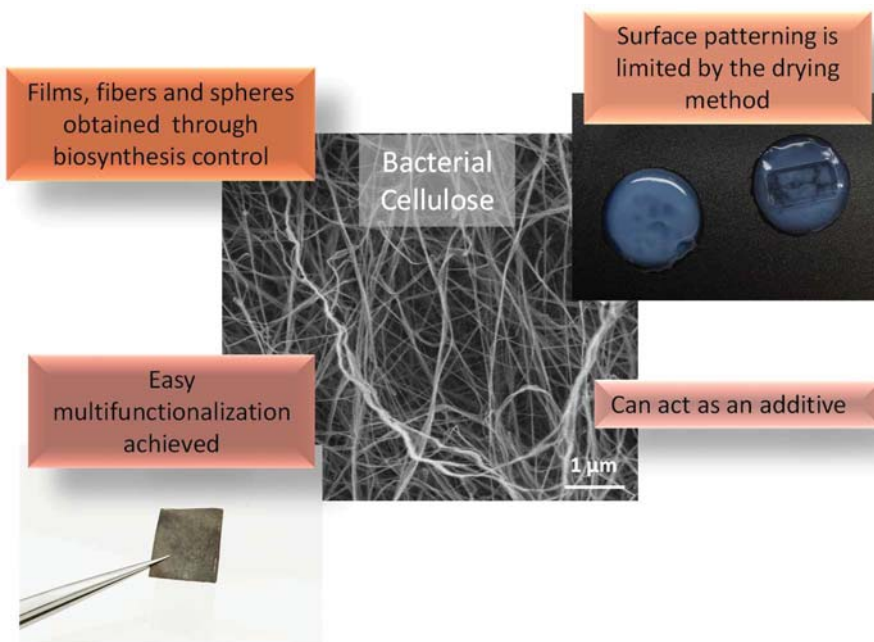 Films, fibers and spheres
obtained through
biosynthesis control
Surface patterning is
limited by the drying
method
Bacterial
Cellulose
Easy
multifunctionalization
achieved
Can act as an additive
1 μm